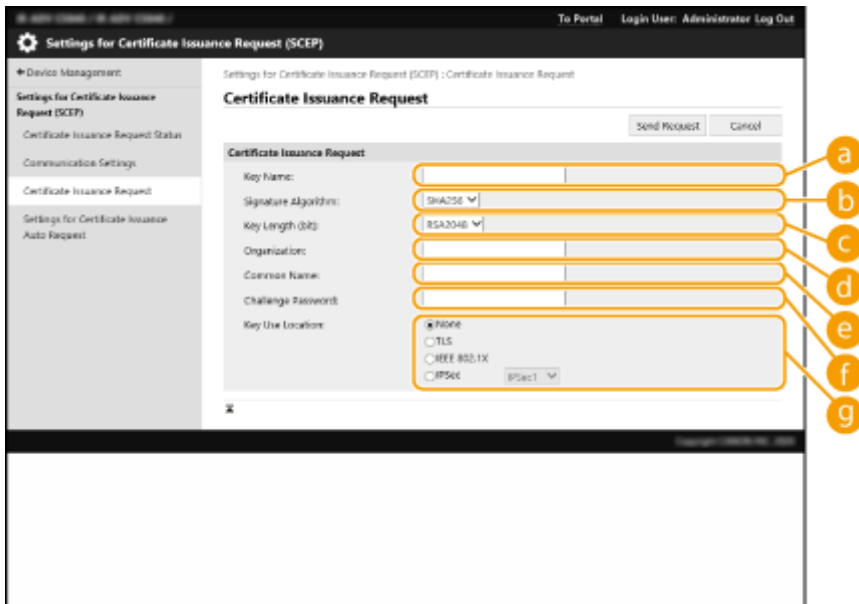 To Portal Login User: Administrator Log Out
Settings for Certificate Issuance Request (SCEP)
Device Management
Settings for Certificate Issuance Request (SCEP) : Certificate Issuance Request
Settings for Certificate Issuance
Request (SCEP)
Certificate Issuance Request Status
Communication Settings
Certificate Issuance Request
Settings for Certificate Issuance
Auto Request
Certificate Issuance Request
Send Request Cancel
Certificate Issuance Request
Key Name: a
Signature Algorithm: SHA256 b
Key Length (bit): RSA2048 c
Organization: d
Common Name: e
Challenge Password: f
Key Use Location: None g
TLS
IEEE 802.1X
IPSec IPSec1